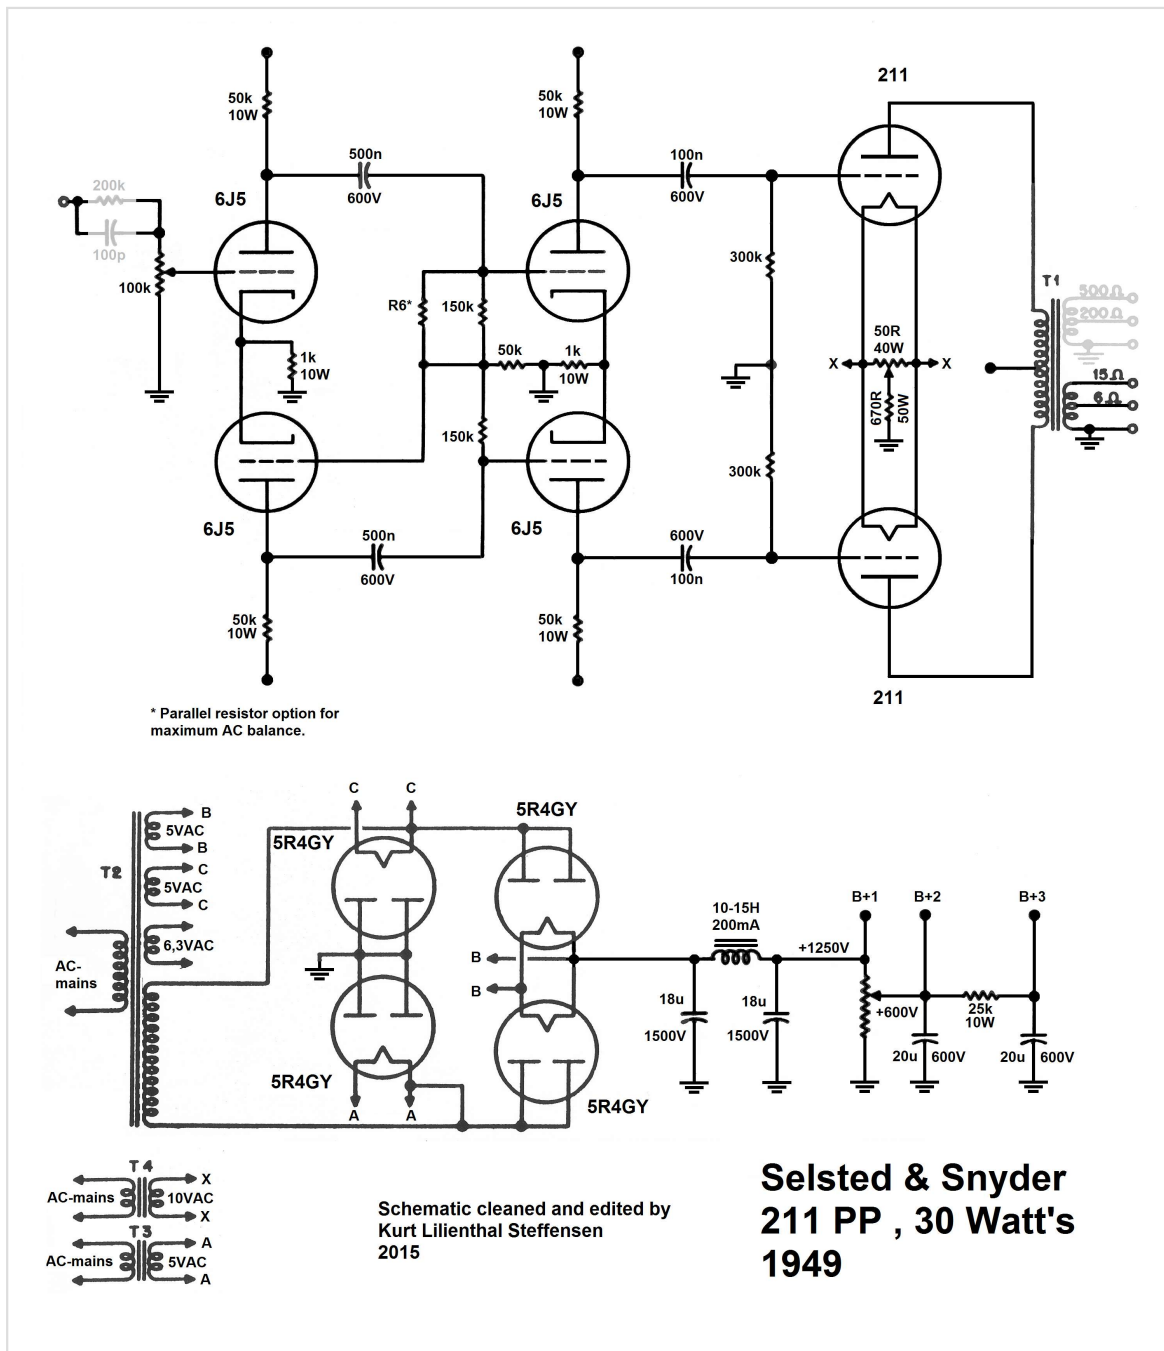 211
50k
10W
50k
10W
500n
600V
100n
600V
200k
100p
100k
6J5
6J5
300k
R6*
150k
50k
1k
10W
1k
10W
50R
40W
X
X
670R
50W
T1
500Ω
200Ω
15Ω
6Ω
150k
300k
6J5
6J5
500n
600V
600V
100n
50k
10W
50k
10W
211
* Parallel resistor option for
maximum AC balance.
T2
B
5VAC
B
C
5VAC
C
6,3VAC
AC-
mains
C
C
5R4GY
5R4GY
B
B
5R4GY
A
A
5R4GY
10-15H
200mA
+1250V
18u
1500V
18u
1500V
B+1
B+2
B+3
+600V
25k
10W
20u
600V
20u
600V
T4
AC-mains
10VAC
X
X
T3
AC-mains
5VAC
A
A
Schematic cleaned and edited by
Kurt Lilienthal Steffensen
2015
Selsted & Snyder
211 PP , 30 Watt's
1949